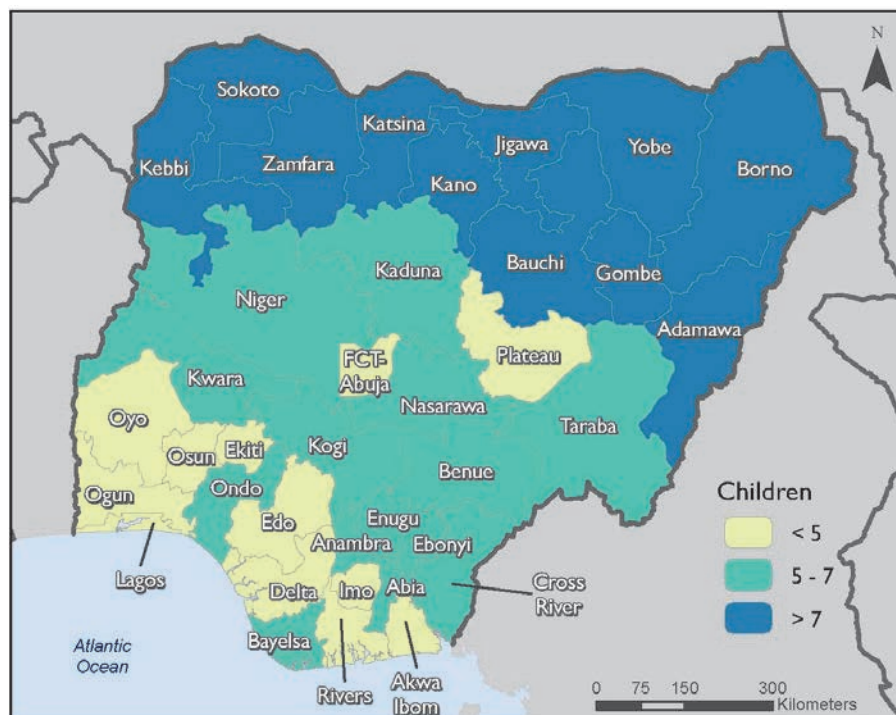 N
Sokoto
Katsina
Jigawa
Yobe
Borno
Kebbi
Zamfara
Kano
Bauchi
Gombe
Kaduna
Niger
Adamawa
FCT-
Abuja
Plateau
Kwara
Nasarawa
Oyo
Taraba
Osun
Ekiti
Kogi
Benue
Ogun
Ondo
Edo
Enugu
Anambra
Ebonyi
Lagos
Delta
Imo
Abia
Cross
River
Bayelsa
Atlantic
Ocean
Rivers
Akwa
Ibom
Children
< 5
5 - 7
> 7
0 75 150 300
Kilometers